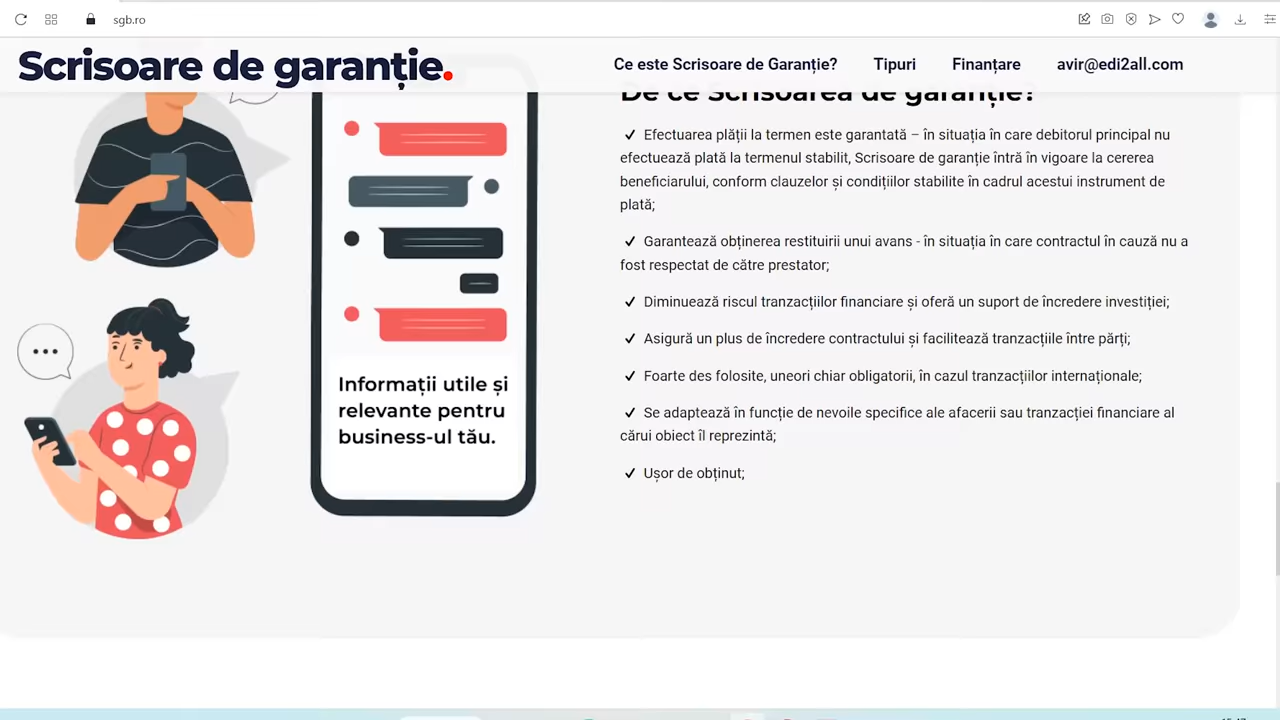 sgb.ro
Scrisoare de garanție.
Ce este Scrisoare de Garanție?
Tipuri
Finanțare
avir@edi2all.com
De ce Scrisoarea de garanție?
✔ Efectuarea plății la termen este garantată – în situația în care debitorul principal nu
efectuează plată la termenul stabilit, Scrisoare de garanție întră în vigoare la cererea
beneficiarului, conform clauzelor și condițiilor stabilite în cadrul acestui instrument de
plată;
✔ Garantează obținerea restituirii unui avans - în situația în care contractul în cauză nu a
fost respectat de către prestator;
✔ Diminuează riscul tranzacțiilor financiare și oferă un suport de încredere investiției;
✔ Asigură un plus de încredere contractului și facilitează tranzacțiile între părți;
✔ Foarte des folosite, uneori chiar obligatorii, în cazul tranzacțiilor internaționale;
✔ Se adaptează în funcție de nevoile specifice ale afacerii sau tranzacției financiare al
cărui obiect îl reprezintă;
✔ Ușor de obținut;
Informații utile și
relevante pentru
business-ul tău.